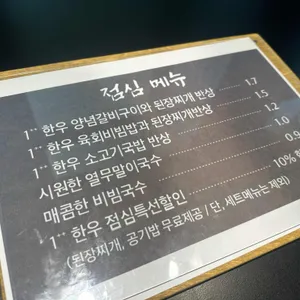 점심 메뉴
1⁺⁺ 한우 양념갈비구이와 된장찌개 반상 1.7
1⁺⁺ 한우 육회비빔밥과 된장찌개반상 1.5
1⁺⁺ 한우 소고기국밥 반상 1.2
시원한 열무말이국수 1.0
매콤한 비빔국수
1⁺⁺ 한우 점심특선할인 10%
(된장찌개, 공기밥 무료제공 / 단, 세트메뉴는 제외)